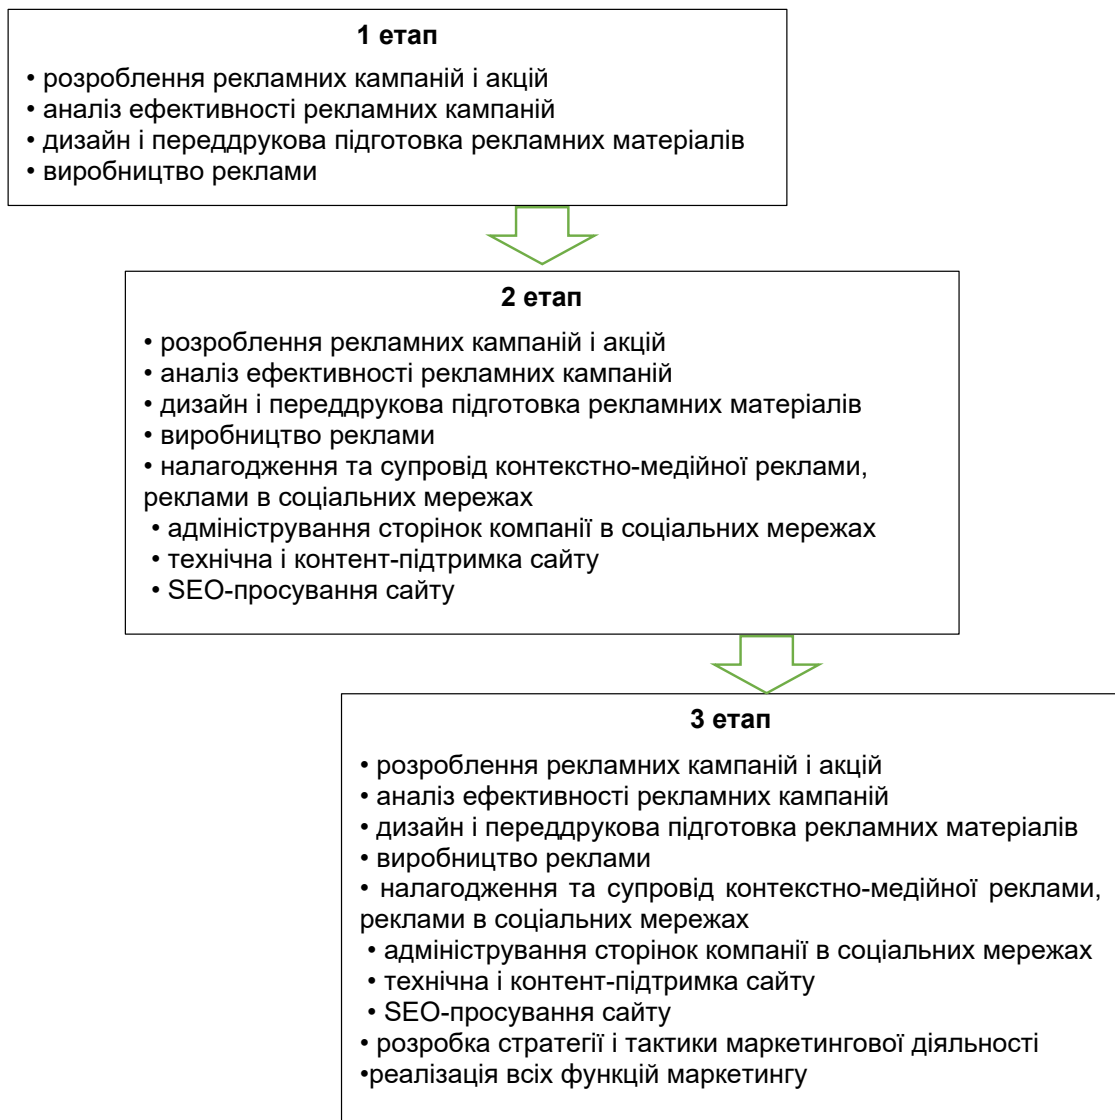 1 етап
• розроблення рекламних кампаній і акцій
• аналіз ефективності рекламних кампаній
• дизайн і переддрукова підготовка рекламних матеріалів
• виробництво реклами
2 етап
• розроблення рекламних кампаній і акцій
• аналіз ефективності рекламних кампаній
• дизайн і переддрукова підготовка рекламних матеріалів
• виробництво реклами
• налагодження та супровід контекстно-медійної реклами,
реклами в соціальних мережах
• адміністрування сторінок компанії в соціальних мережах
• технічна і контент-підтримка сайту
• SEO-просування сайту
3 етап
• розроблення рекламних кампаній і акцій
• аналіз ефективності рекламних кампаній
• дизайн і переддрукова підготовка рекламних матеріалів
• виробництво реклами
• налагодження та супровід контекстно-медійної реклами,
реклами в соціальних мережах
• адміністрування сторінок компанії в соціальних мережах
• технічна і контент-підтримка сайту
• SEO-просування сайту
• розробка стратегії і тактики маркетингової діяльності
•реалізація всіх функцій маркетингу